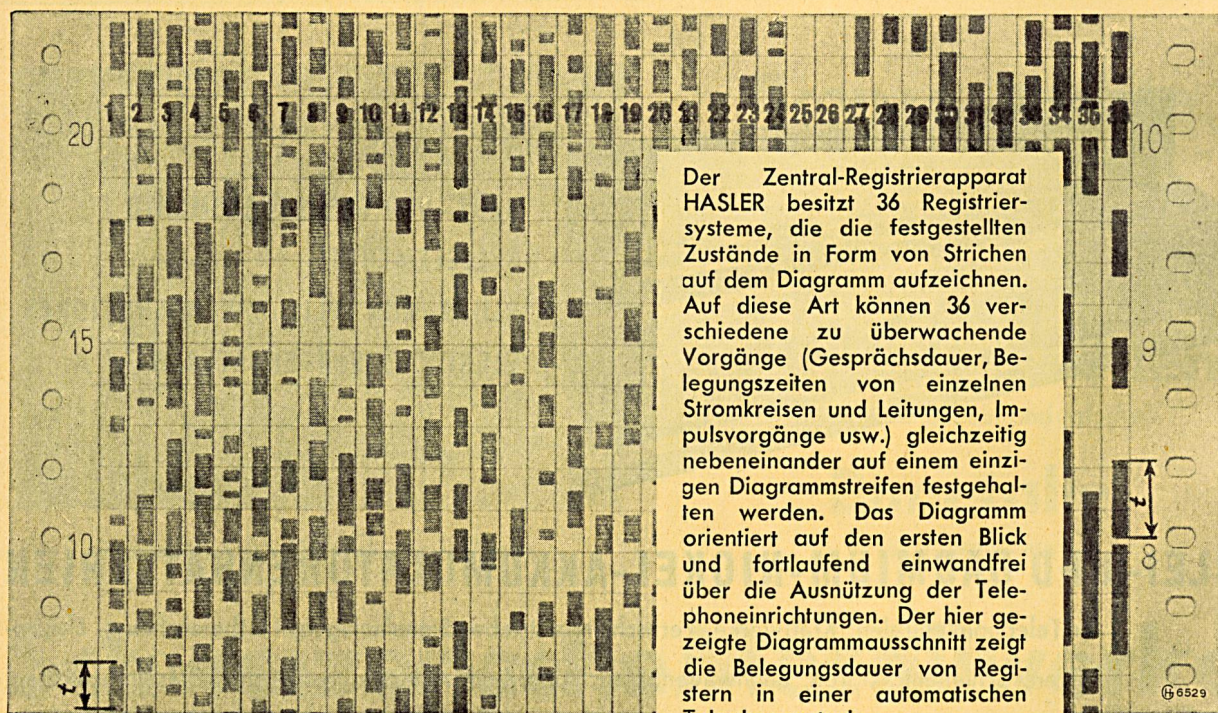 1 2 3 4 5 6 7 8 9 10 11 12 13 14 15 16 17 18 19 20 21 22 23 24 25 26 27 28 29 30 31 32 33 34 35 36
20
10
Der Zentral-Registrierapparat
HASLER besitzt 36 Registrier-
systeme, die die festgestellten
Zustände in Form von Strichen
auf dem Diagramm aufzeichnen.
Auf diese Art können 36 ver-
schiedene zu überwachende
Vorgänge (Gesprächsdauer, Be-
legungszeiten von einzelnen
Stromkreisen und Leitungen, Im-
pulsvorgänge usw.) gleichzeitig
nebeneinander auf einem einzi-
gen Diagrammstreifen festgehal-
ten werden. Das Diagramm
orientiert auf den ersten Blick
und fortlaufend einwandfrei
über die Ausnützung der Tele-
phoneinrichtungen. Der hier ge-
zeigte Diagrammausschnitt zeigt
die Belegungsdauer von Regi-
stern in einer automatischen
15
9
t
10
8
t
6529